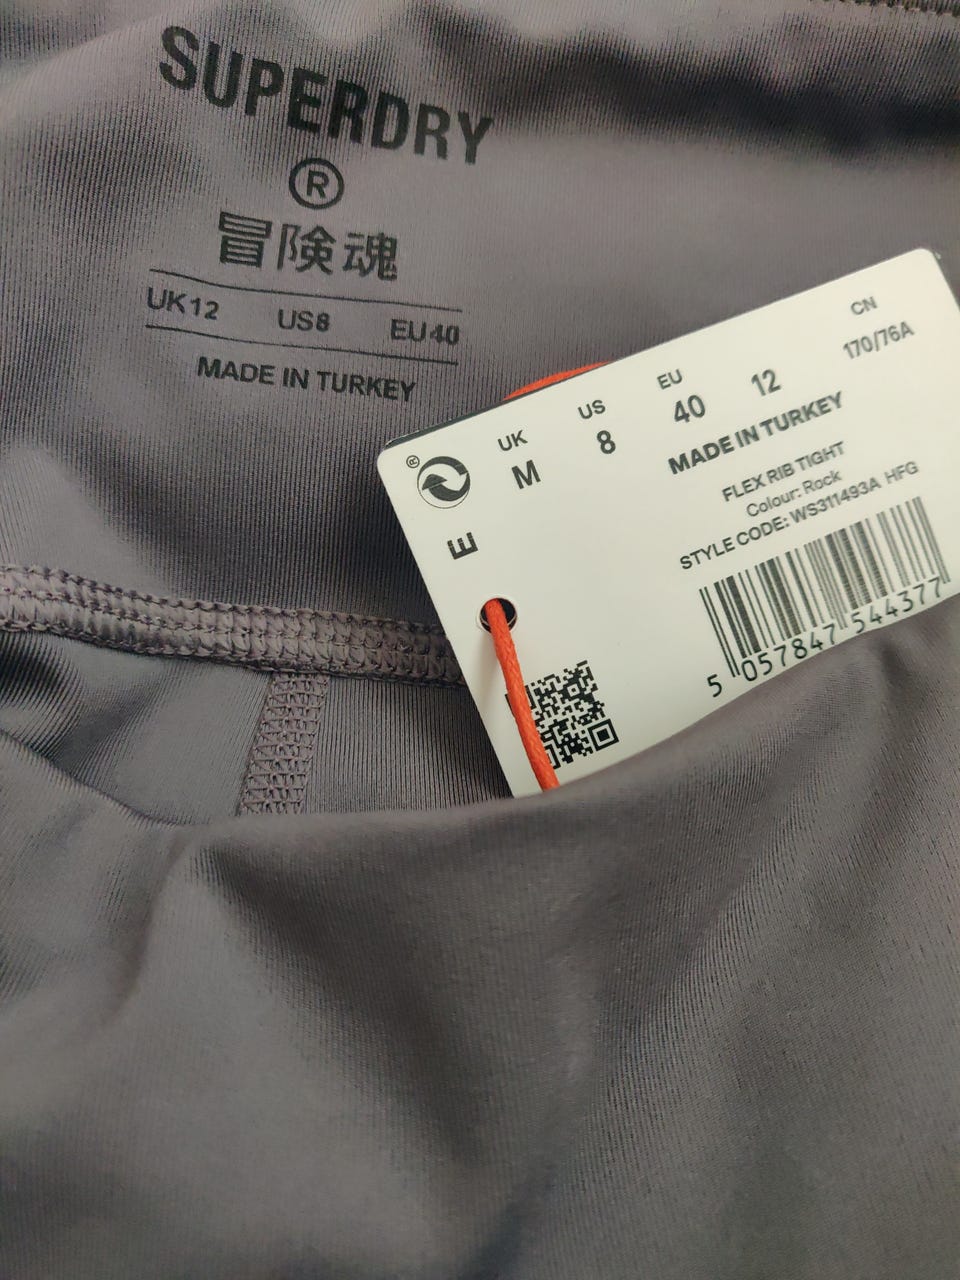 SUPERDRY
®
冒険魂
UK12 US8 EU40
MADE IN TURKEY
®
UK US EU CN
M 8 40 12 170/76A
MADE IN TURKEY
FLEX RIB TIGHT
Colour: Rock
STYLE CODE: WS311493A HFG
E
5 057847 544377